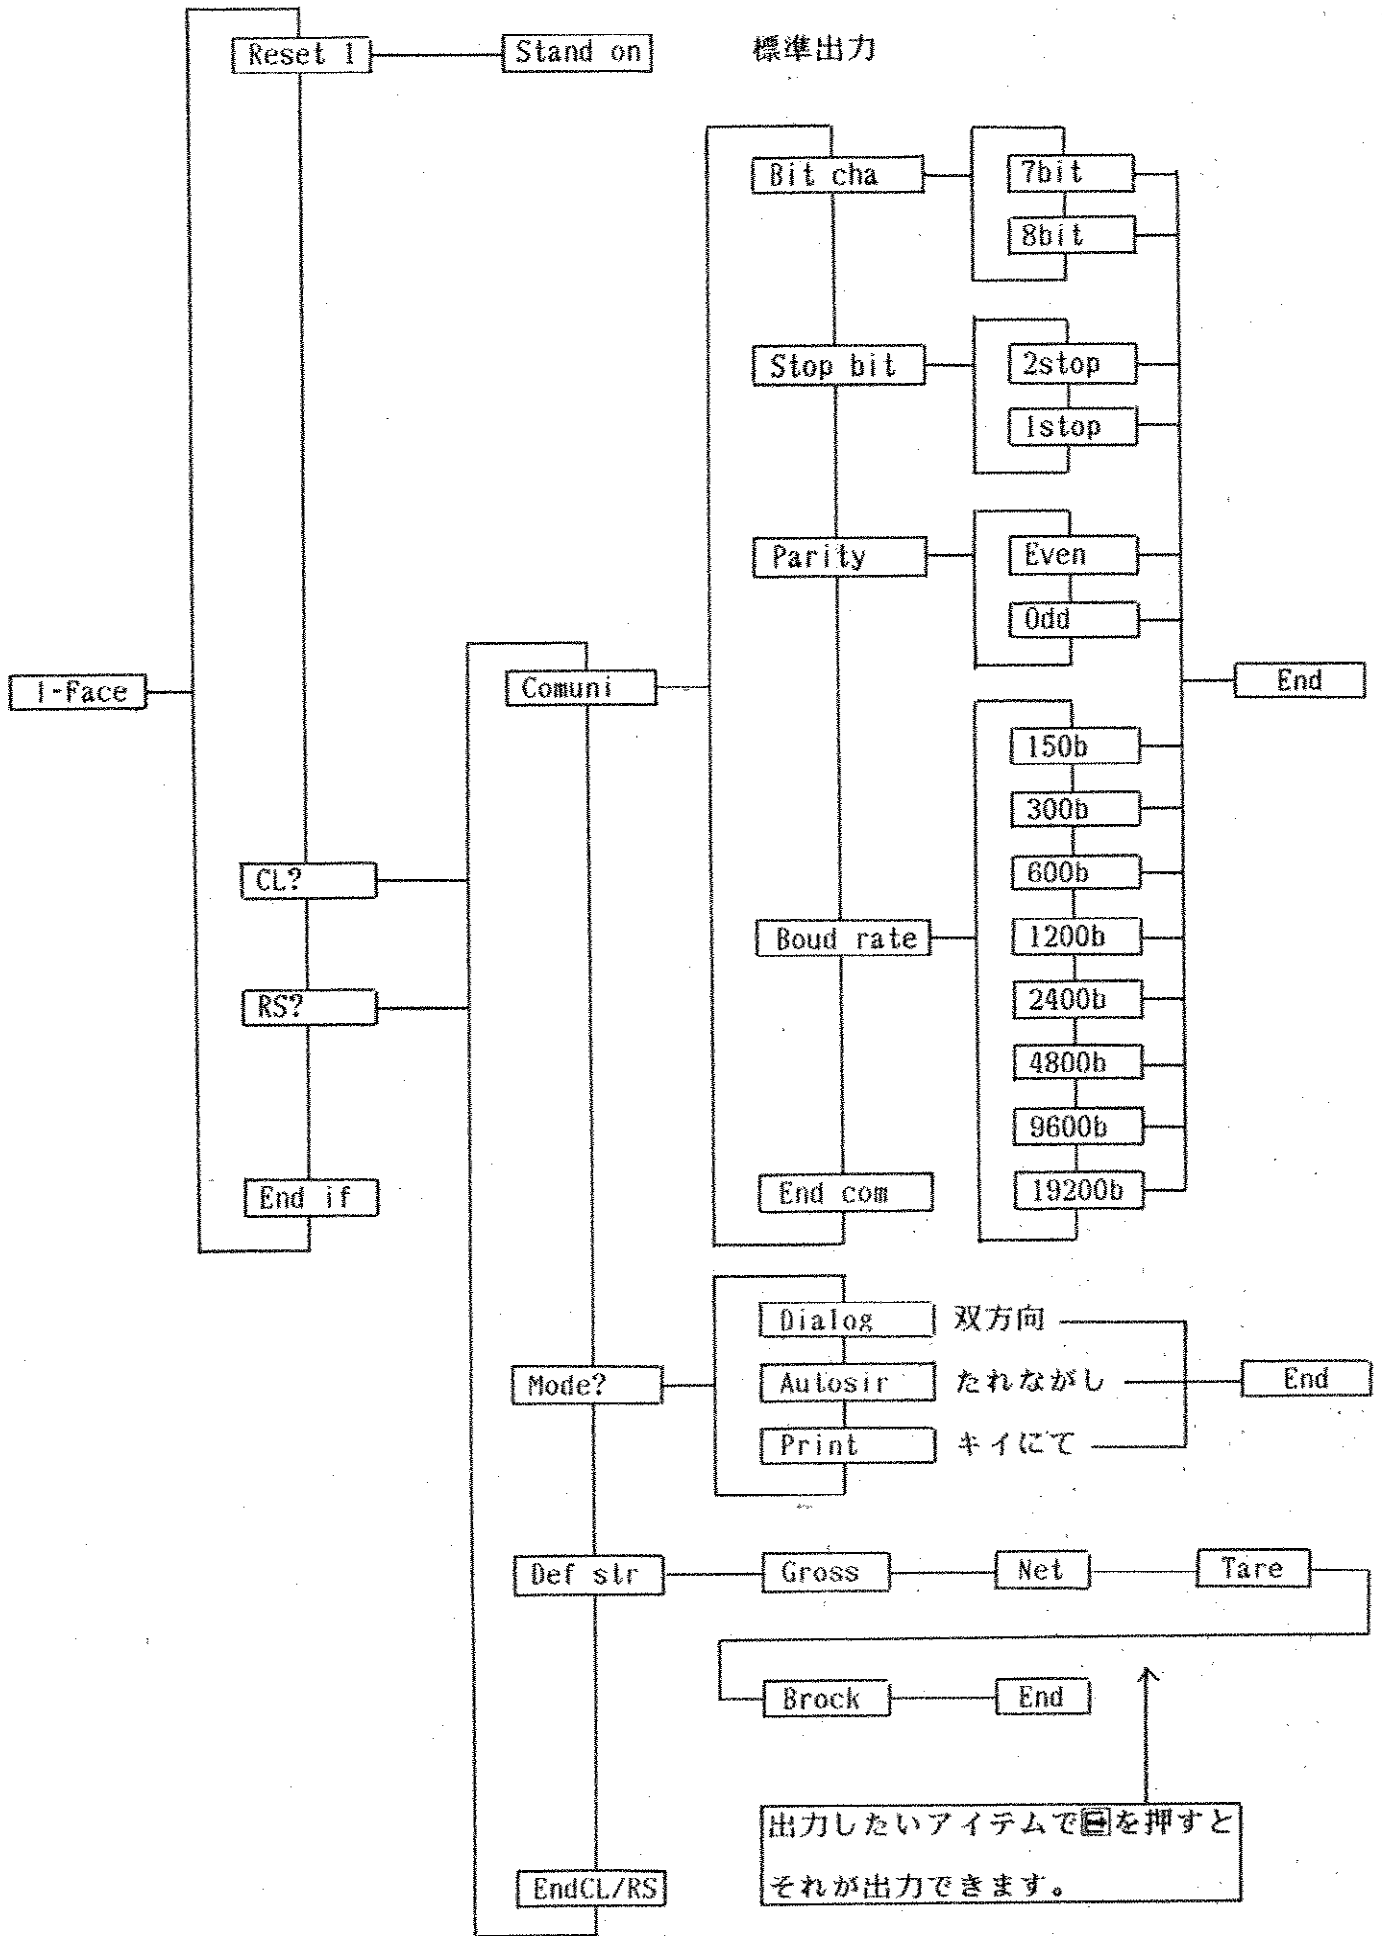 Reset 1
Stand on
標準出力
Bit cha
7bit
8bit
Stop bit
2stop
1stop
Parity
Even
Odd
I-Face
Comuni
End
150b
300b
600b
CL?
Boud rate
1200b
RS?
2400b
4800b
9600b
End if
End com
19200b
Dialog
双方向
Mode?
Autosir
たれながし
End
Print
キイにて
Def str
Gross
Net
Tare
Brock
End
出力したいアイテムで を押すと
それが出力できます。
EndCL/RS